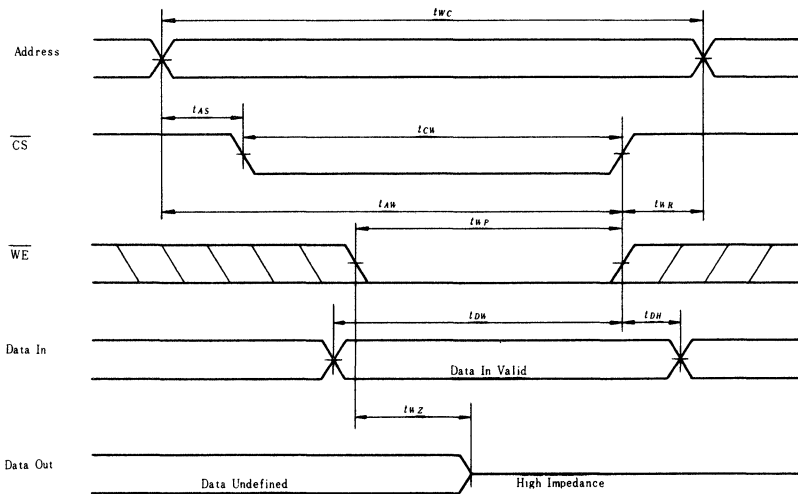 tWC
Address
tAS
tCW
CS
tAW
tWR
tWP
WE
tDW
tDH
Data In
Data In Valid
tWZ
Data Out
Data Undefined
High Impedance